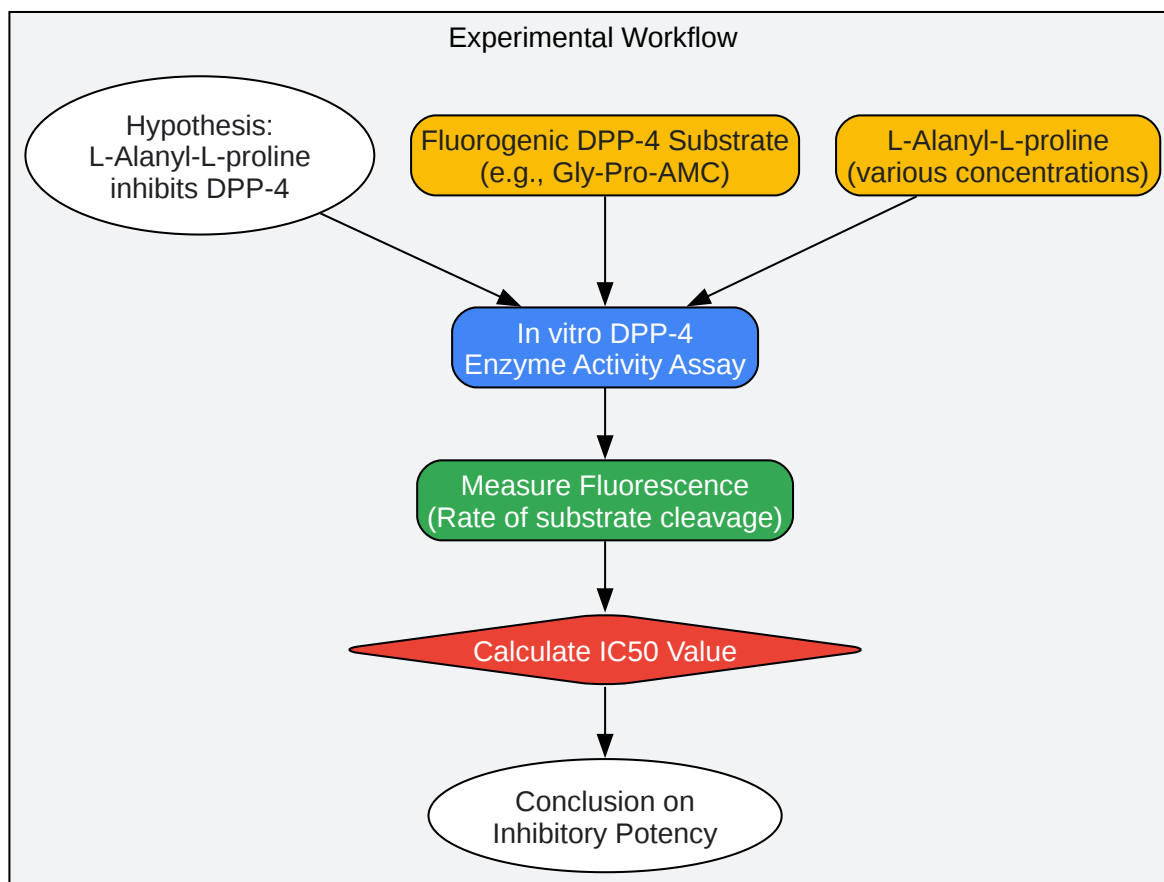 Experimental Workflow
Hypothesis:
L-Alanyl-L-proline
inhibits DPP-4
Fluorogenic DPP-4 Substrate
(e.g., Gly-Pro-AMC)
L-Alanyl-L-proline
(various concentrations)
In vitro DPP-4
Enzyme Activity Assay
Measure Fluorescence
(Rate of substrate cleavage)
Calculate IC50 Value
Conclusion on
Inhibitory Potency